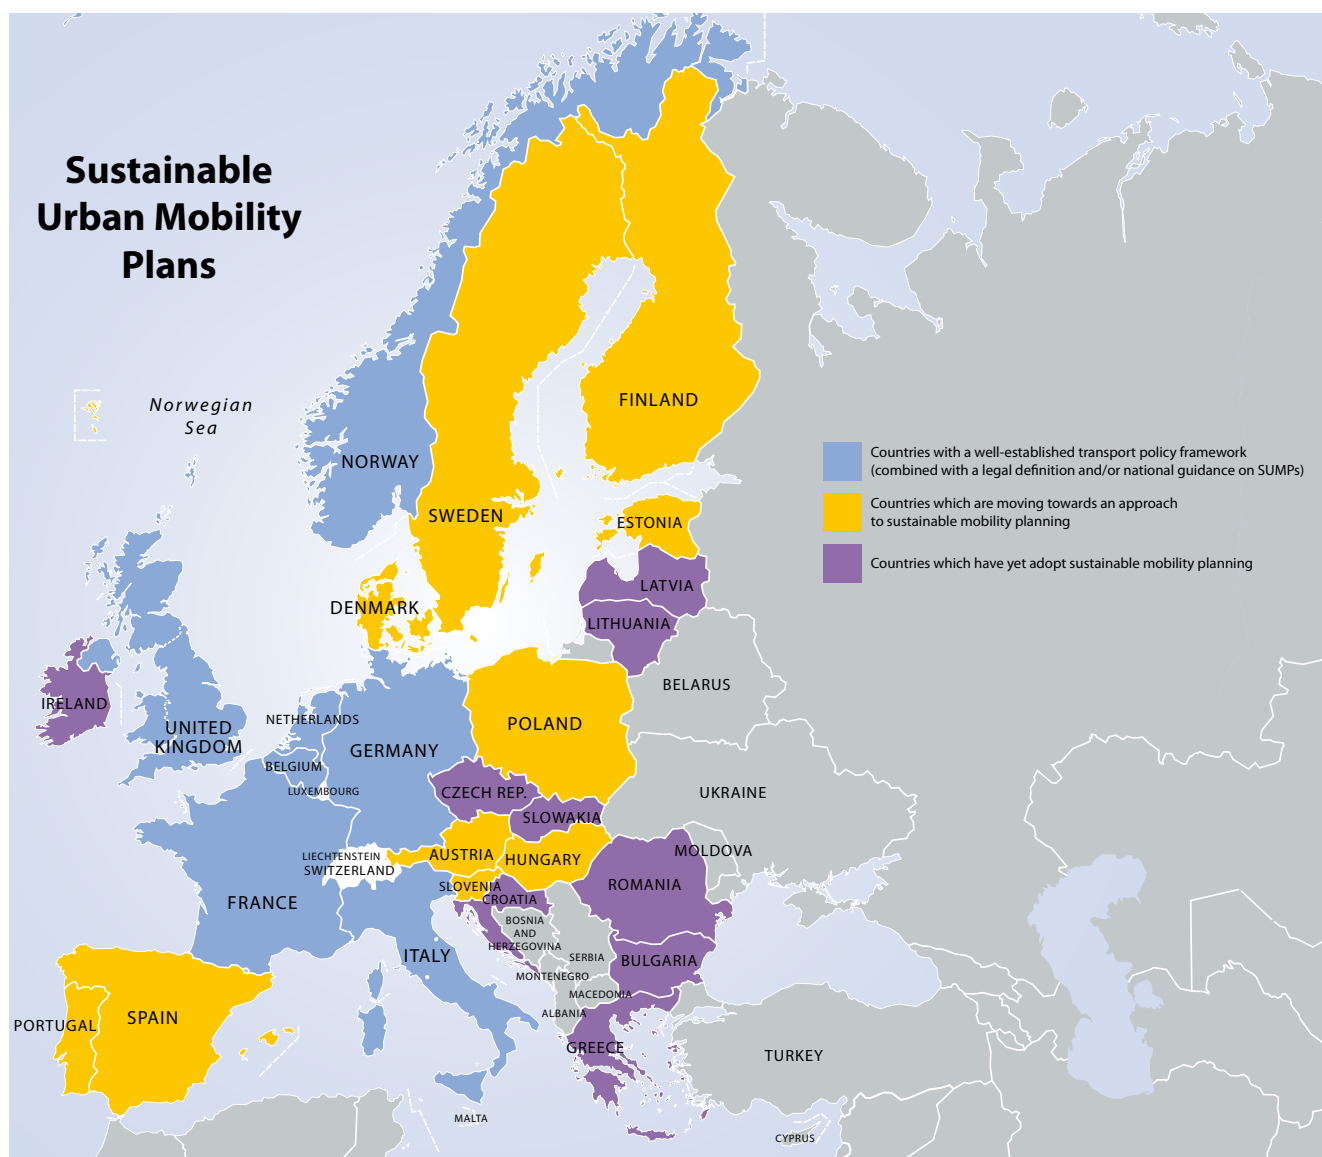 Sustainable
Urban Mobility
Plans
Norwegian
Sea
FINLAND
NORWAY
SWEDEN
ESTONIA
Countries with a well-established transport policy framework
(combined with a legal definition and/or national guidance on SUMPs)
Countries which are moving towards an approach
to sustainable mobility planning
Countries which have yet adopt sustainable mobility planning
LATVIA
DENMARK
LITHUANIA
BELARUS
IRELAND
UNITED
KINGDOM
NETHERLANDS
POLAND
GERMANY
BELGIUM
LUXEMBOURG
CZECH REP.
UKRAINE
SLOWAKIA
LIECHTENSTEIN
SWITZERLAND
AUSTRIA
HUNGARY
MOLDOVA
SLOVENIA
CROATIA
ROMANIA
FRANCE
BOSNIA
AND
HERZEGOVINA
ITALY
SERBIA
BULGARIA
MONTENEGRO
MACEDONIA
ALBANIA
PORTUGAL
SPAIN
GREECE
TURKEY
MALTA
CYPRUS